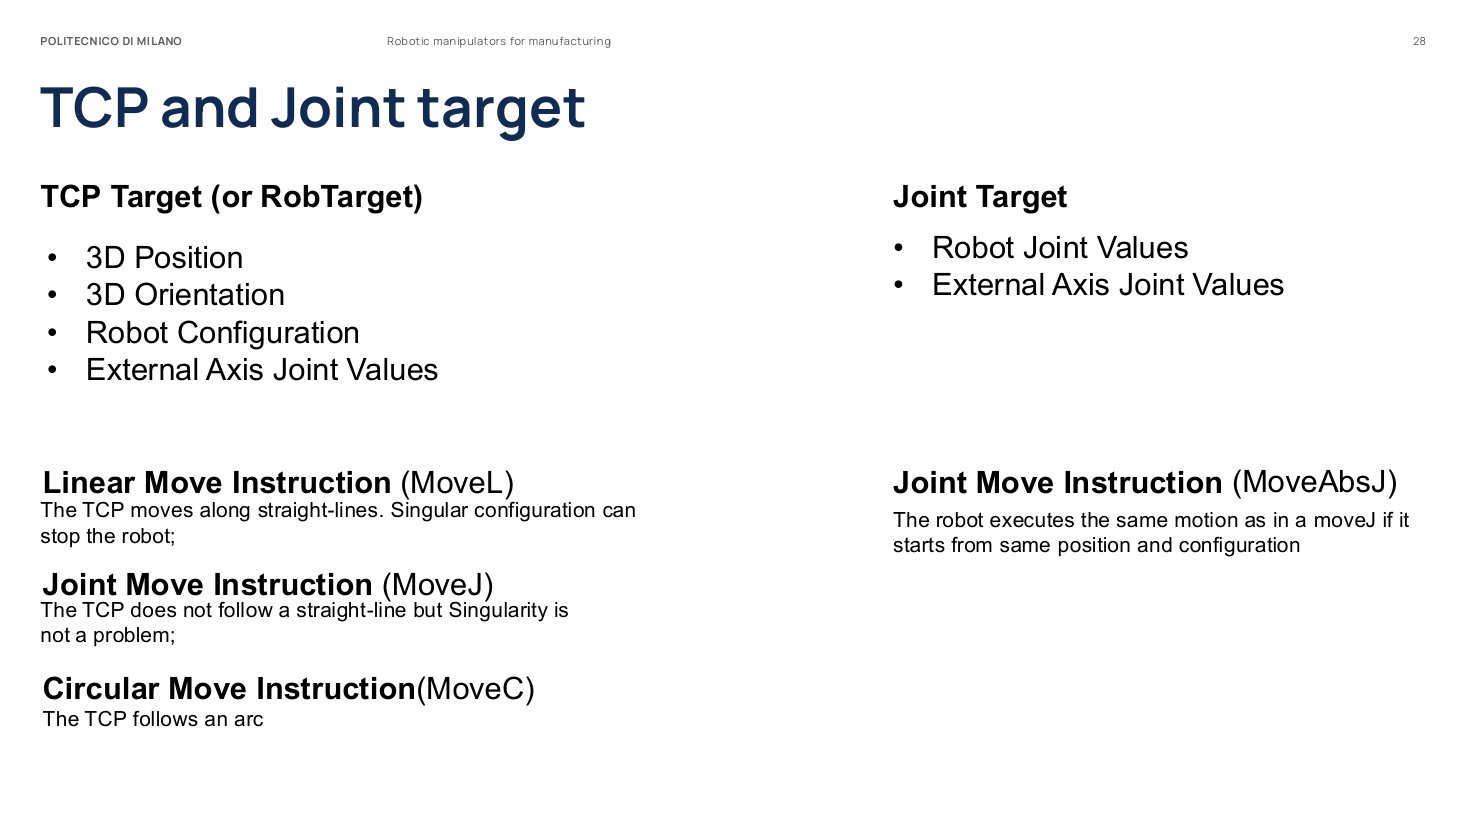 POLITECNICO DI MILANO
Robotic manipulators for manufacturing
28
TCP and Joint target
TCP Target (or RobTarget)
• 3D Position
• 3D Orientation
• Robot Configuration
• External Axis Joint Values
Joint Target
• Robot Joint Values
• External Axis Joint Values
Linear Move Instruction (MoveL)
The TCP moves along straight-lines. Singular configuration can
stop the robot;
Joint Move Instruction (MoveJ)
The TCP does not follow a straight-line but Singularity is
not a problem;
Circular Move Instruction(MoveC)
The TCP follows an arc
Joint Move Instruction (MoveAbsJ)
The robot executes the same motion as in a moveJ if it
starts from same position and configuration